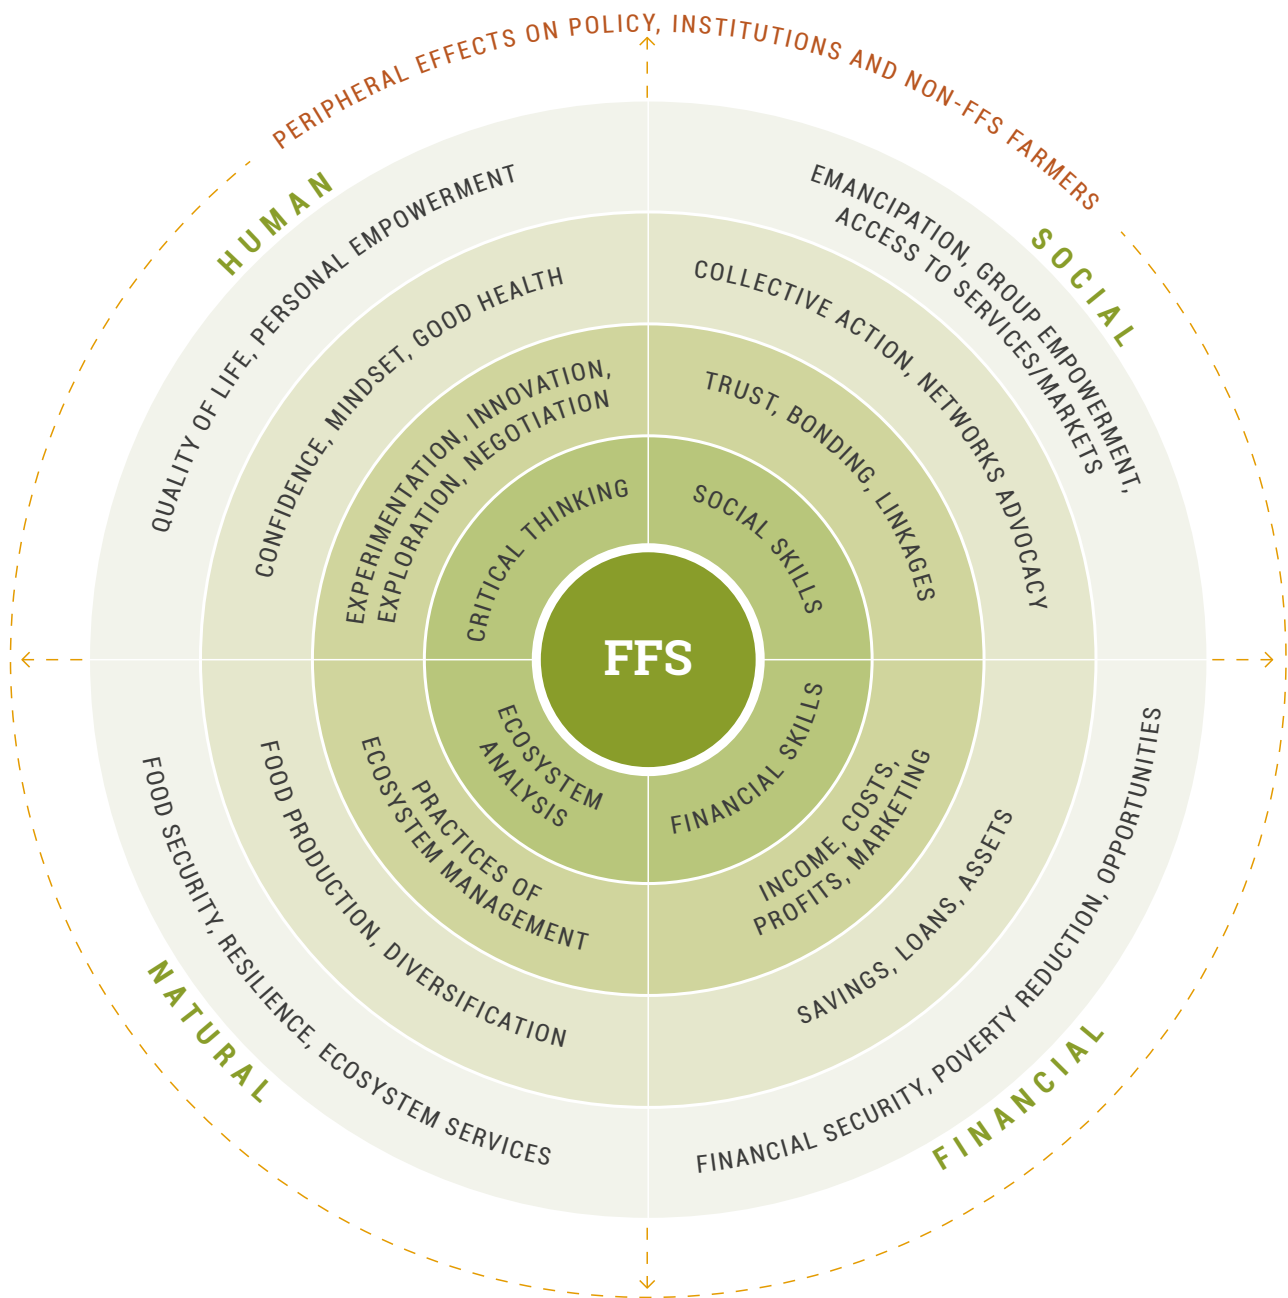 PERIPHERAL EFFECTS ON POLICY, INSTITUTIONS AND NON-FFS FARMERS
HUMAN
QUALITY OF LIFE, PERSONAL EMPOWERMENT
CONFIDENCE, MINDSET, GOOD HEALTH
EXPERIMENTATION, INNOVATION,
EXPLORATION, NEGOTIATION
CRITICAL THINKING
SOCIAL
EMANCIPATION, GROUP EMPOWERMENT,
ACCESS TO SERVICES/MARKETS
COLLECTIVE ACTION, NETWORKS ADVOCACY
TRUST, BONDING, LINKAGES
SOCIAL SKILLS
FFS
ECOSYSTEM
ANALYSIS
PRACTICES OF
ECOSYSTEM MANAGEMENT
FOOD PRODUCTION, DIVERSIFICATION
FOOD SECURITY, RESILIENCE, ECOSYSTEM SERVICES
NATURAL
FINANCIAL SKILLS
INCOME, COSTS,
PROFITS, MARKETING
SAVINGS, LOANS, ASSETS
FINANCIAL SECURITY, POVERTY REDUCTION, OPPORTUNITIES
FINANCIAL